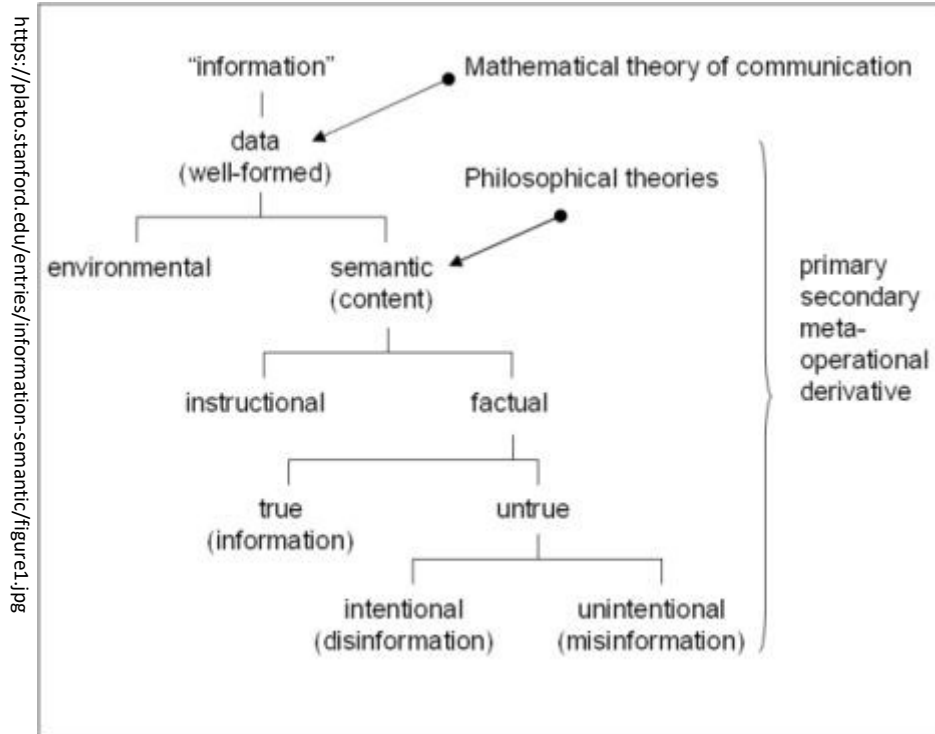 https://plato.stanford.edu/entries/information-semantic/figure1.jpg
“information”
Mathematical theory of communication
data
(well-formed)
Philosophical theories
environmental
semantic
(content)
primary
secondary
meta-
operational
derivative
instructional
factual
true
(information)
untrue
intentional
(disinformation)
unintentional
(misinformation)